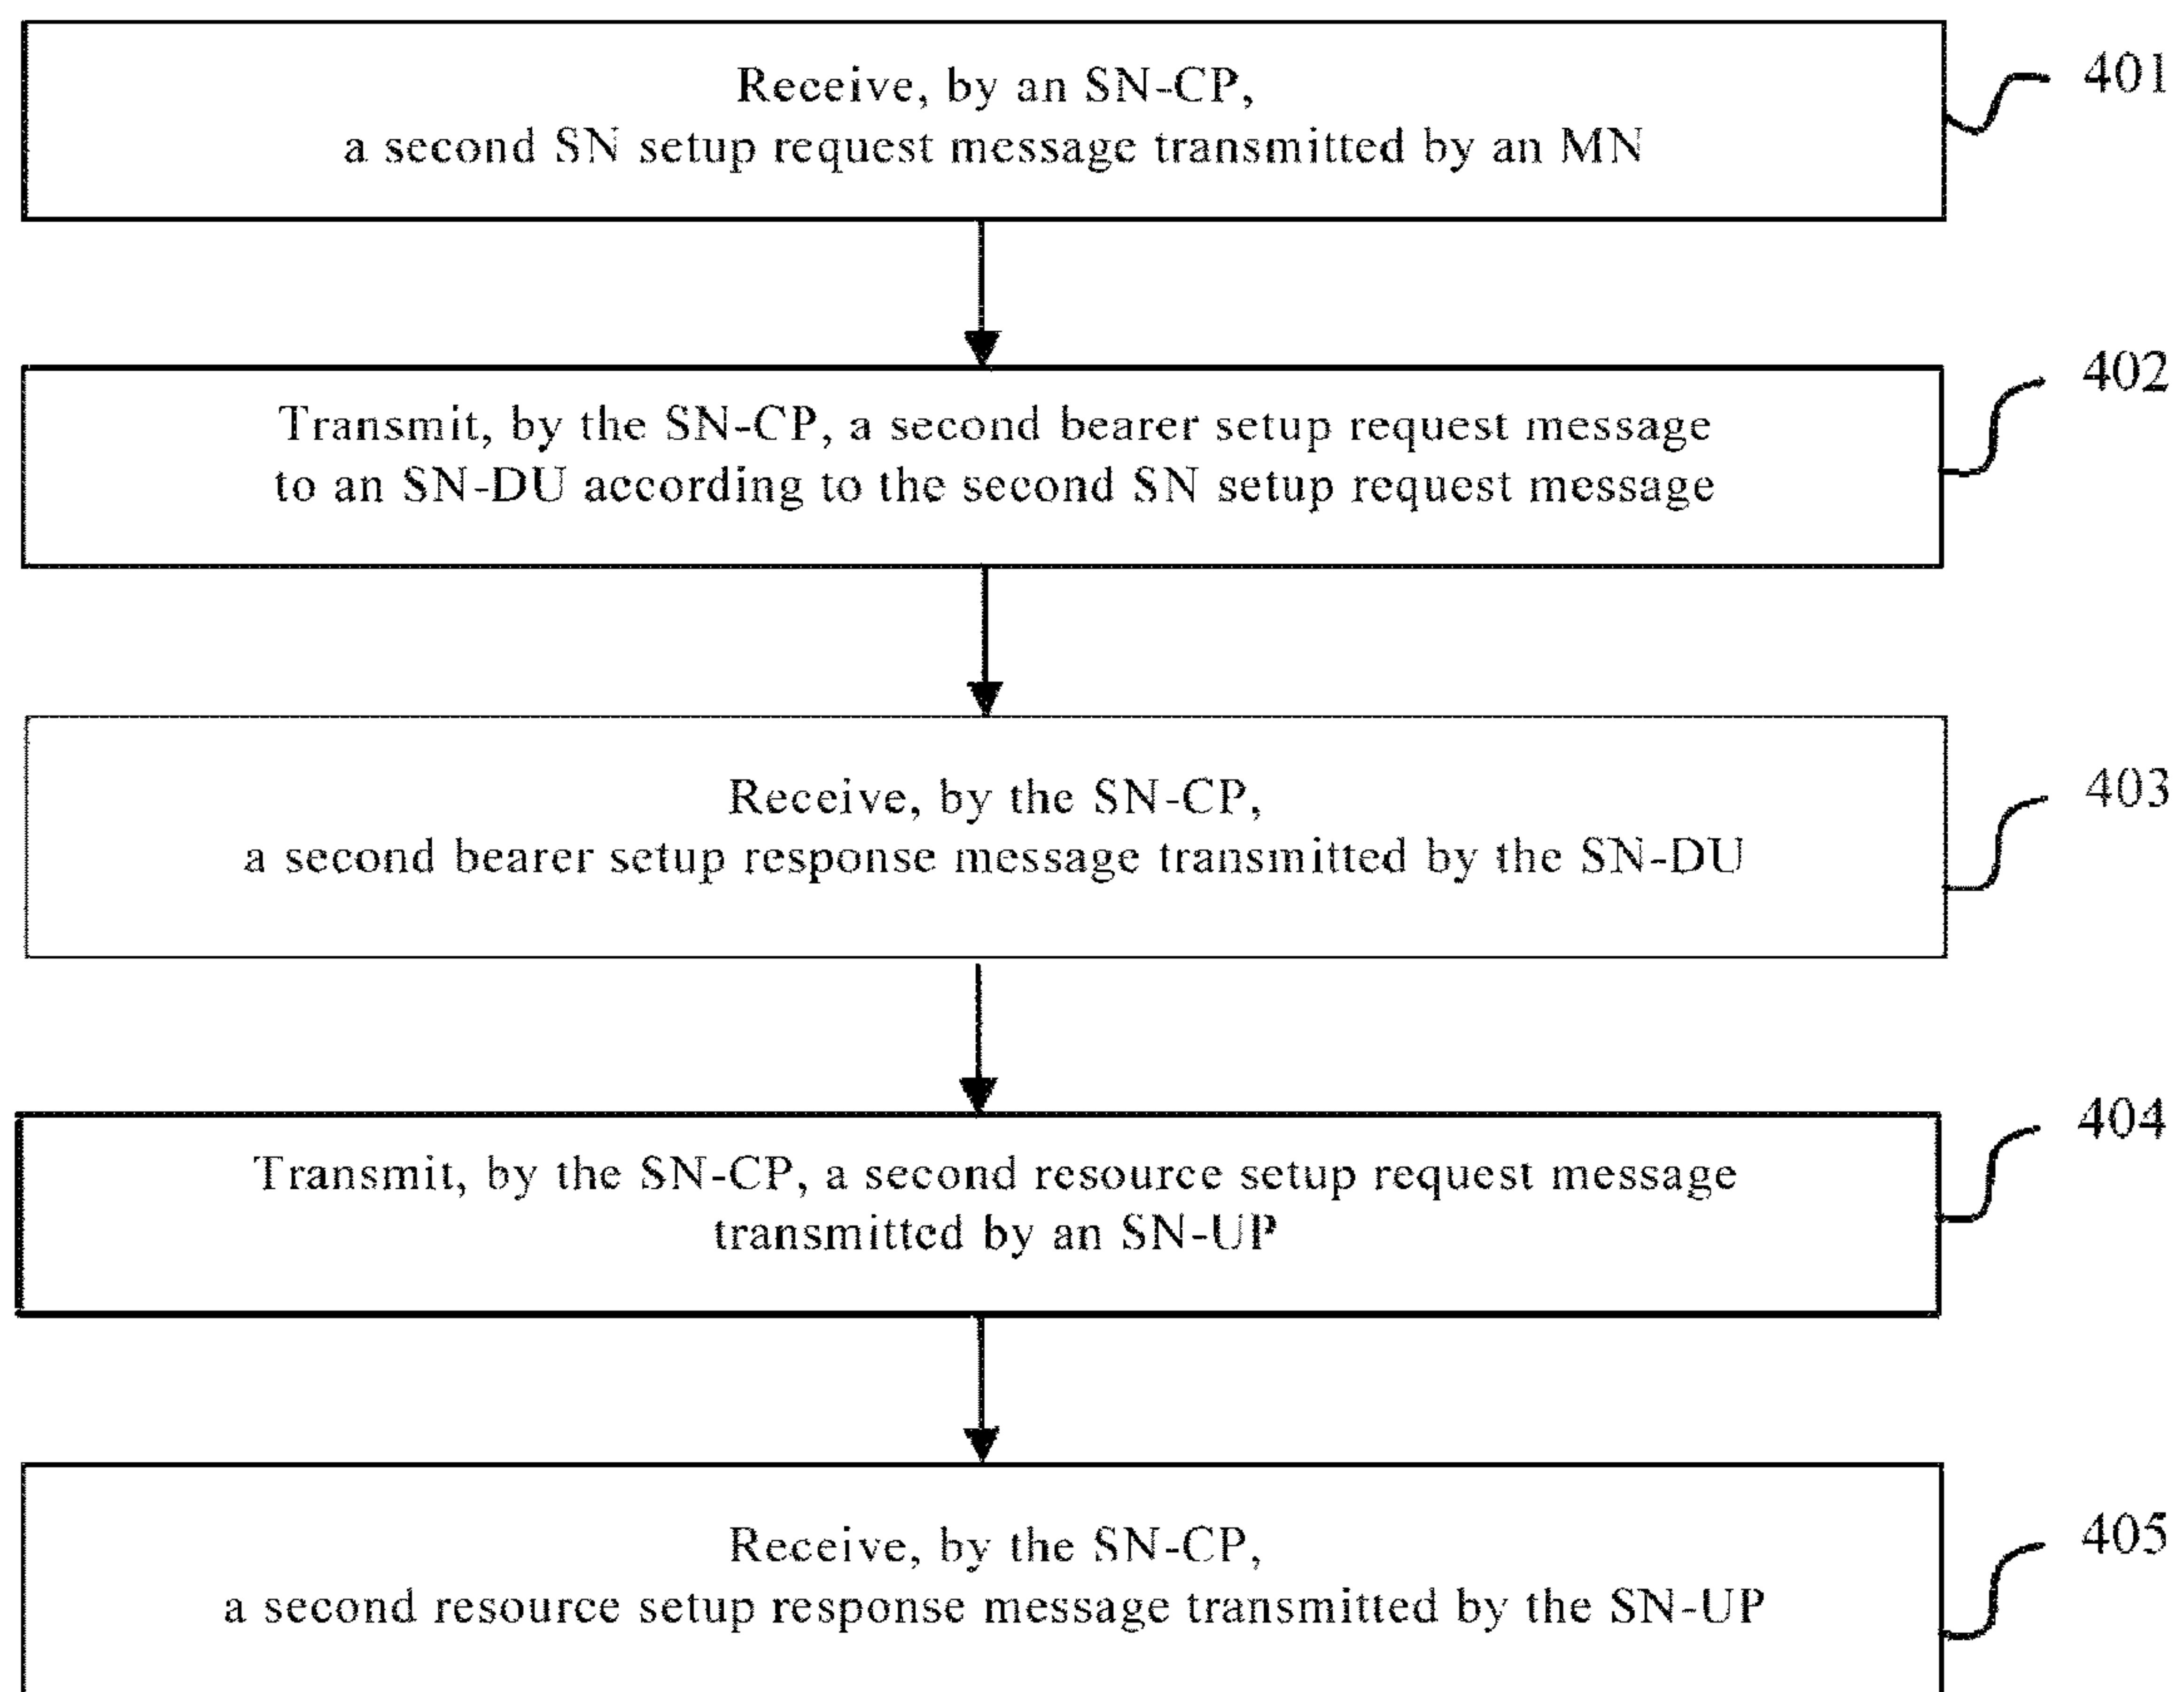 Receive, by an SN-CP,
a second SN setup request message transmitted by an MN
401
Transmit, by the SN-CP, a second bearer setup request message
to an SN-DU according to the second SN setup request message
402
Receive, by the SN-CP,
a second bearer setup response message transmitted by the SN-DU
403
Transmit, by the SN-CP, a second resource setup request message
transmitted by an SN-UP
404
Receive, by the SN-CP,
a second resource setup response message transmitted by the SN-UP
405